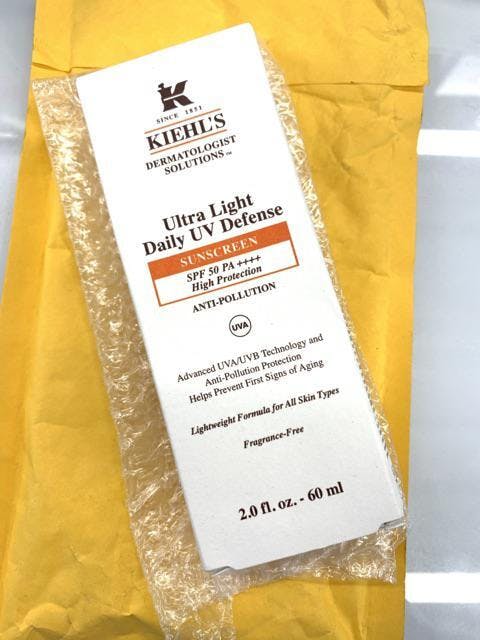 K
SINCE 1851
KIEHL'S
DERMATOLOGIST
SOLUTIONS™
Ultra Light
Daily UV Defense
SUNSCREEN
SPF 50 PA ++++
High Protection
ANTI-POLLUTION
UVA
Advanced UVA/UVB Technology and
Anti-Pollution Protection
Helps Prevent First Signs of Aging
Lightweight Formula for All Skin Types
Fragrance-Free
2.0 fl. oz. - 60 ml